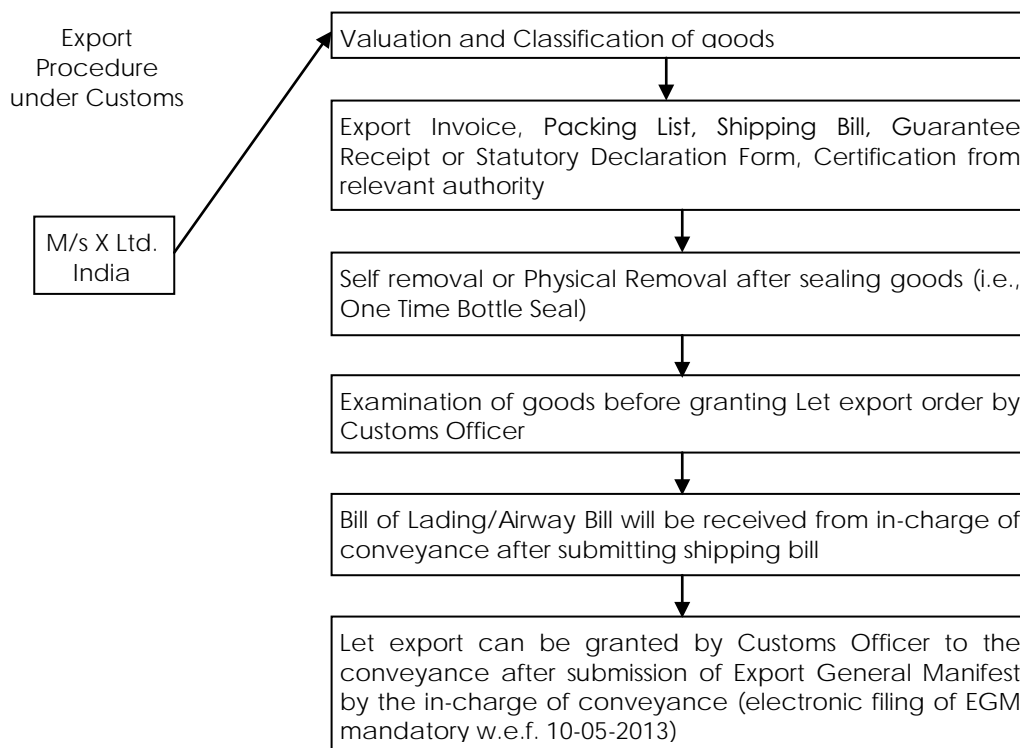 Export
Procedure
under Customs
M/s X Ltd.
India
Valuation and Classification of goods
Export Invoice, Packing List, Shipping Bill, Guarantee
Receipt or Statutory Declaration Form, Certification from
relevant authority
Self removal or Physical Removal after sealing goods (i.e.,
One Time Bottle Seal)
Examination of goods before granting Let export order by
Customs Officer
Bill of Lading/Airway Bill will be received from in-charge of
conveyance after submitting shipping bill
Let export can be granted by Customs Officer to the
conveyance after submission of Export General Manifest
by the in-charge of conveyance (electronic filing of EGM
mandatory w.e.f. 10-05-2013)